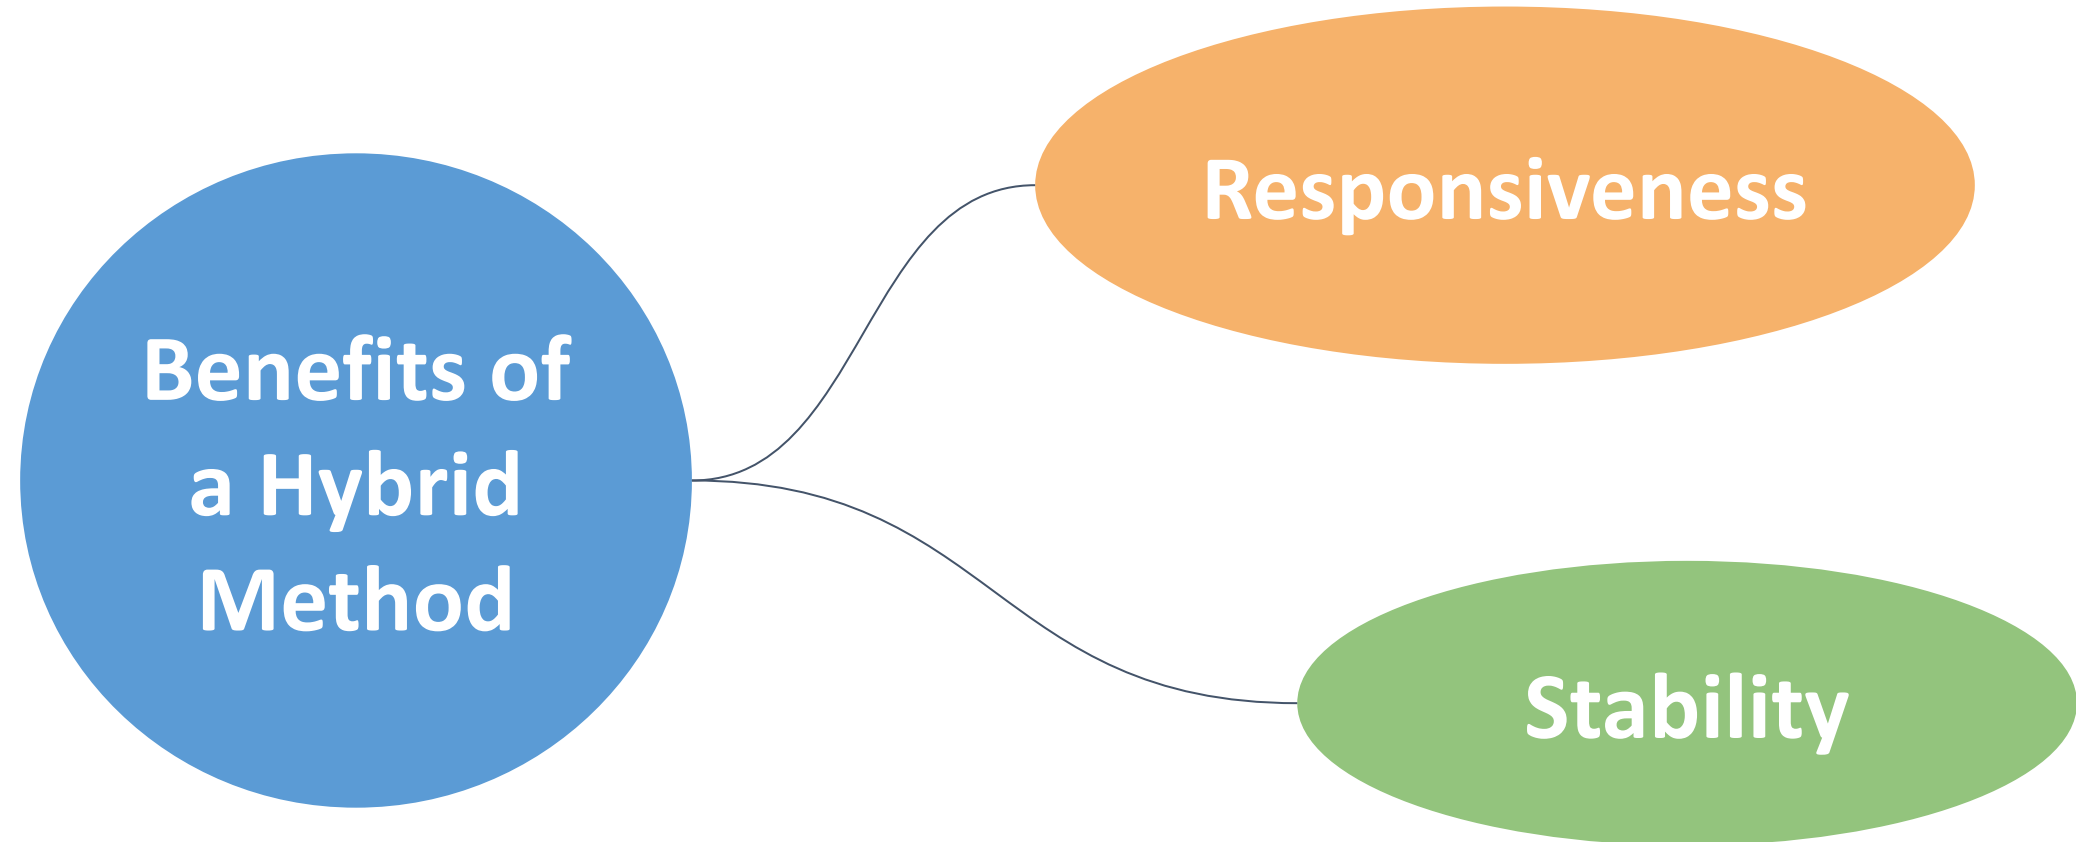 Benefits of
a Hybrid
Method
Responsiveness
Stability